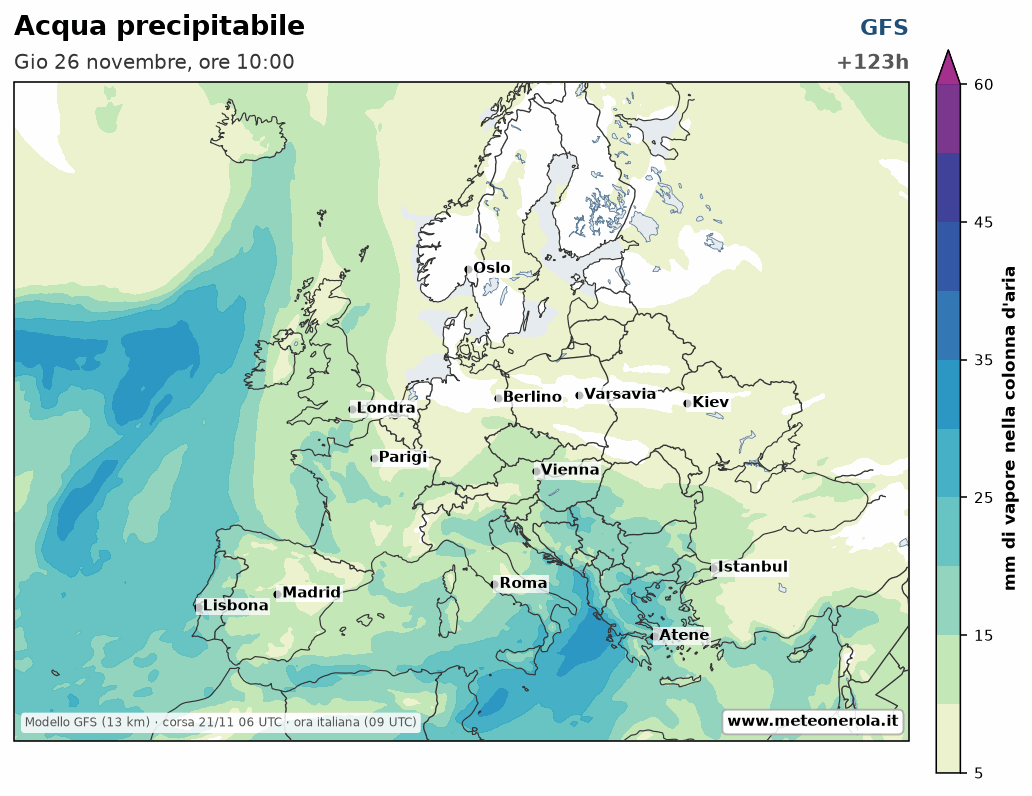 Acqua precipitabile
GFS
Gio 26 novembre, ore 10:00
+123h
60
45
35
25
15
5
mm di vapore nella colonna d'aria
Oslo
Berlino
Varsavia
Kiev
Londra
Parigi
Vienna
Istanbul
Roma
Madrid
Lisbona
Atene
Modello GFS (13 km) · corsa 21/11 06 UTC · ora italiana (09 UTC)
www.meteonerola.it